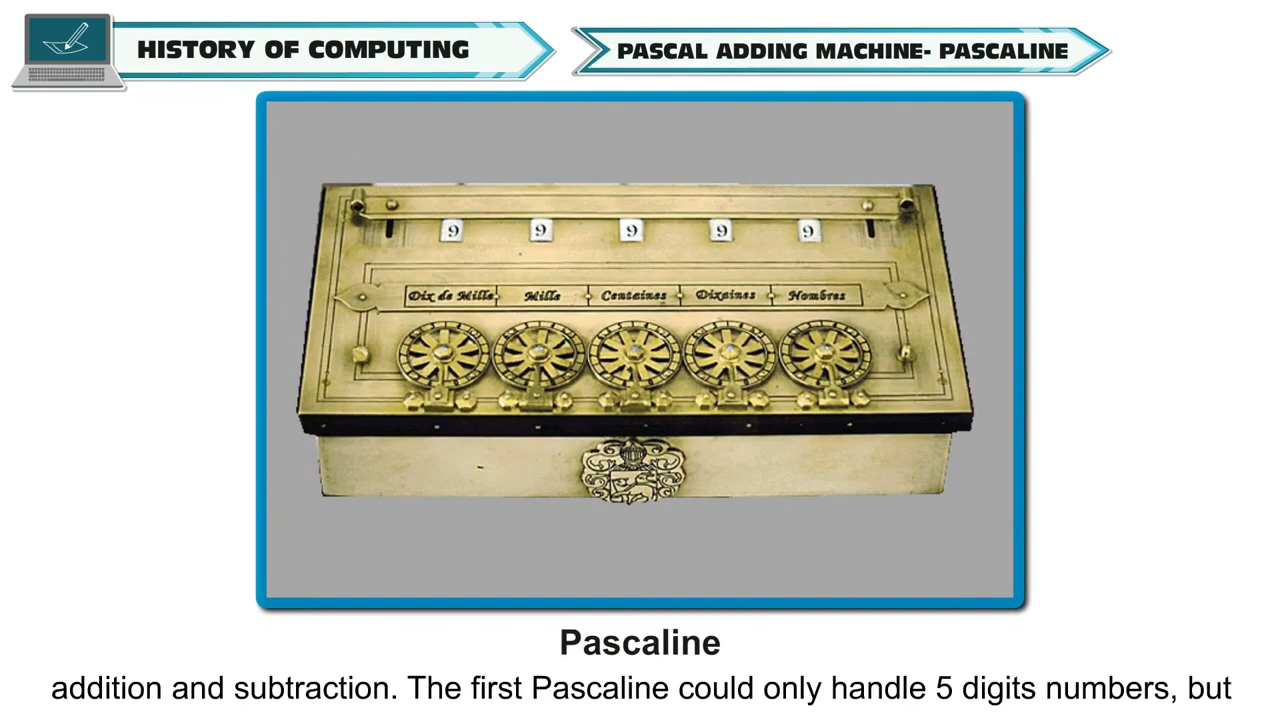 HISTORY OF COMPUTING
PASCAL ADDING MACHINE- PASCALINE
9 9 9 9 9
Dix de Mille Mille Centaines Dixaines Nombres
Pascaline
addition and subtraction. The first Pascaline could only handle 5 digits numbers, but